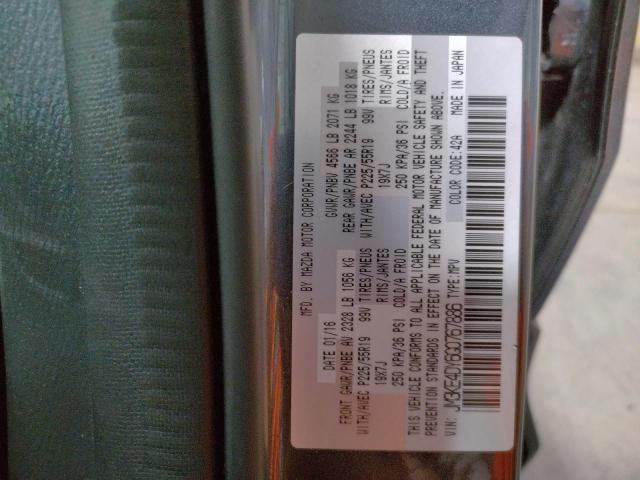 MFD. BY MAZDA MOTOR CORPORATION
DATE 01/16 GVWR/PNBV 4566 LB 2071 KG
FRONT GAWR/PNBE AV 2328 LB 1056 KG REAR GAWR/PNBE AR 2244 LB 1018 KG
WITH/AVEC P225/55R19 99V TIRES/PNEUS WITH/AVEC P225/55R19 99V TIRES/PNEUS
19X7J RIMS/JANTES 19X7J RIMS/JANTES
250 KPA/36 PSI COLD/A FROID 250 KPA/36 PSI COLD/A FROID
THIS VEHICLE CONFORMS TO ALL APPLICABLE FEDERAL MOTOR VEHICLE SAFETY AND THEFT
PREVENTION STANDARDS IN EFFECT ON THE DATE OF MANUFACTURE SHOWN ABOVE.
VIN: JM3KE4DY6G0767886 TYPE: MPV COLOR CODE: 42A MADE IN JAPAN